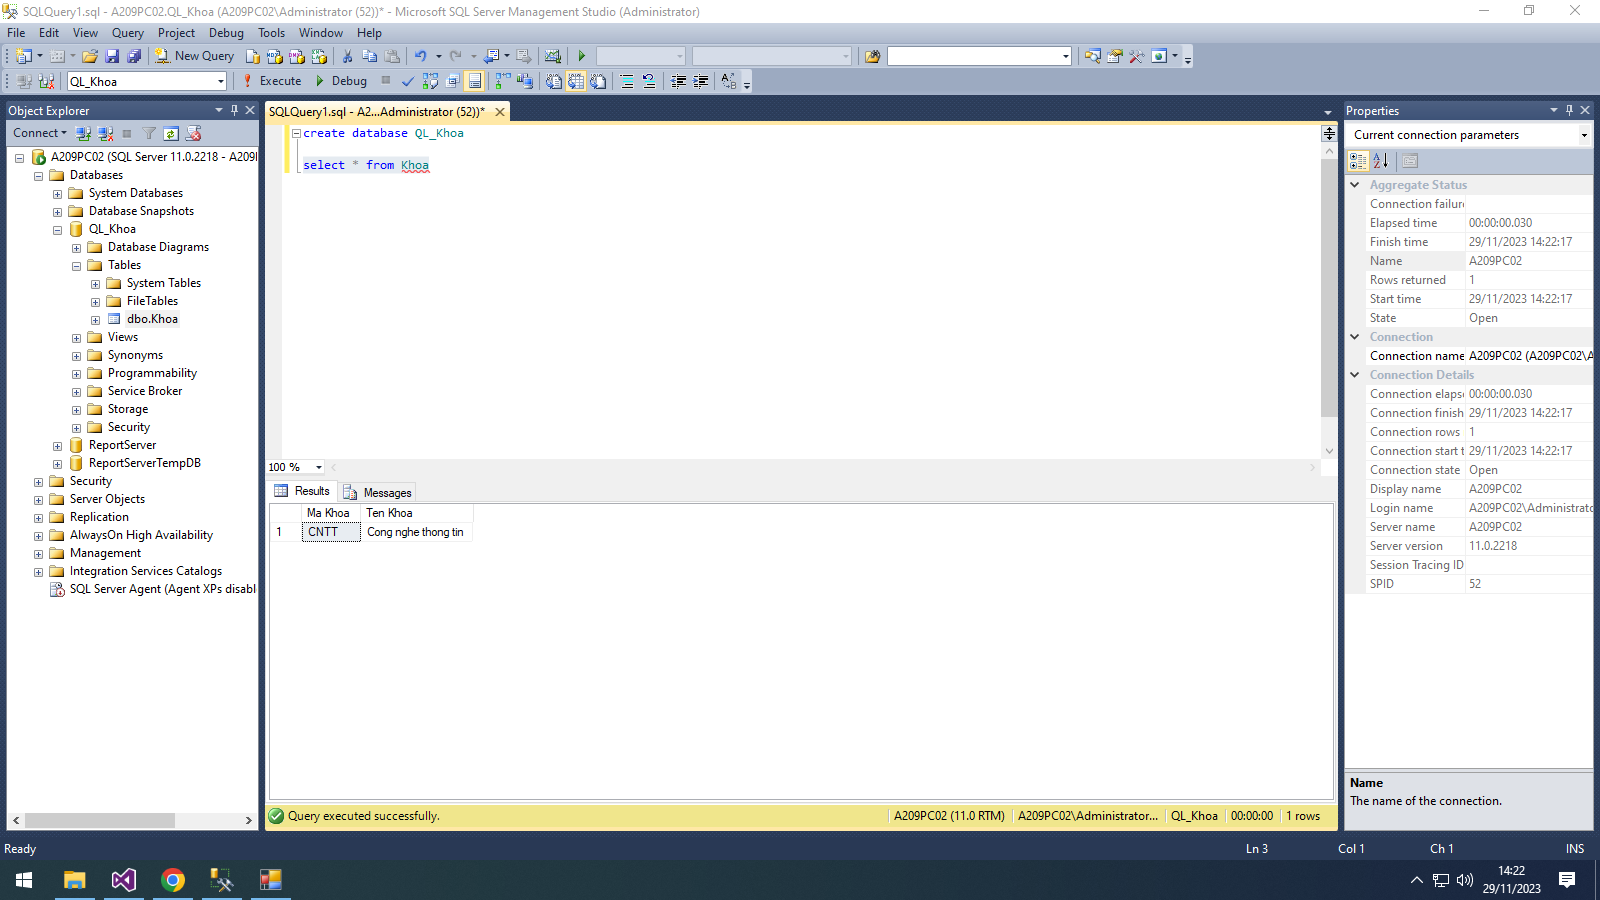 SQLQuery1.sql - A209PC02.QL_Khoa (A209PC02\Administrator (52))* - Microsoft SQL Server Management Studio (Administrator)
File Edit View Query Project Debug Tools Window Help
New Query
QL_Khoa Execute Debug
Object Explorer
Connect
A209PC02 (SQL Server 11.0.2218 - A209
Databases
System Databases
Database Snapshots
QL_Khoa
Database Diagrams
Tables
System Tables
FileTables
dbo.Khoa
Views
Synonyms
Programmability
Service Broker
Storage
Security
ReportServer
ReportServerTempDB
Security
Server Objects
Replication
AlwaysOn High Availability
Management
Integration Services Catalogs
SQL Server Agent (Agent XPs disabl
SQLQuery1.sql - A2...Administrator (52))*
create database QL_Khoa
select * from Khoa
100 %
Results Messages
Ma Khoa Ten Khoa
1 CNTT Cong nghe thong tin
Query executed successfully. A209PC02 (11.0 RTM) A209PC02\Administrator... QL_Khoa 00:00:00 1 rows
Properties
Current connection parameters
Aggregate Status
Connection failure
Elapsed time 00:00:00.030
Finish time 29/11/2023 14:22:17
Name A209PC02
Rows returned 1
Start time 29/11/2023 14:22:17
State Open
Connection
Connection name A209PC02 (A209PC02\A
Connection Details
Connection elapse 00:00:00.030
Connection finish 29/11/2023 14:22:17
Connection rows 1
Connection start t 29/11/2023 14:22:17
Connection state Open
Display name A209PC02
Login name A209PC02\Administrato
Server name A209PC02
Server version 11.0.2218
Session Tracing ID
SPID 52
Name
The name of the connection.
Ready Ln 3 Col 1 Ch 1 INS
14:22
29/11/2023